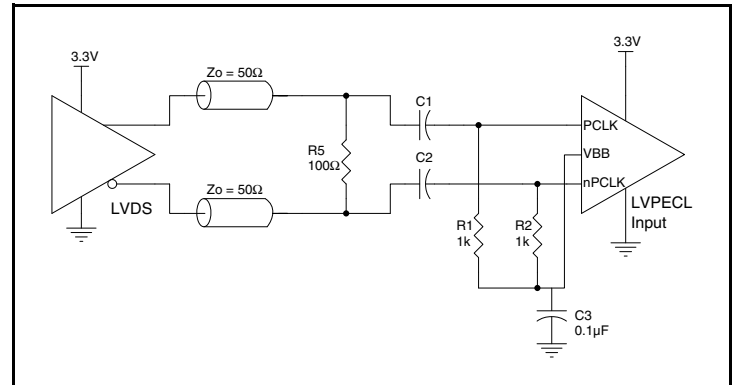 3.3V
3.3V
Zo = 50Ω
C1
PCLK
R5
100Ω
VBB
C2
Zo = 50Ω
nPCLK
LVDS
LVPECL
Input
R1
1k
R2
1k
C3
0.1µF